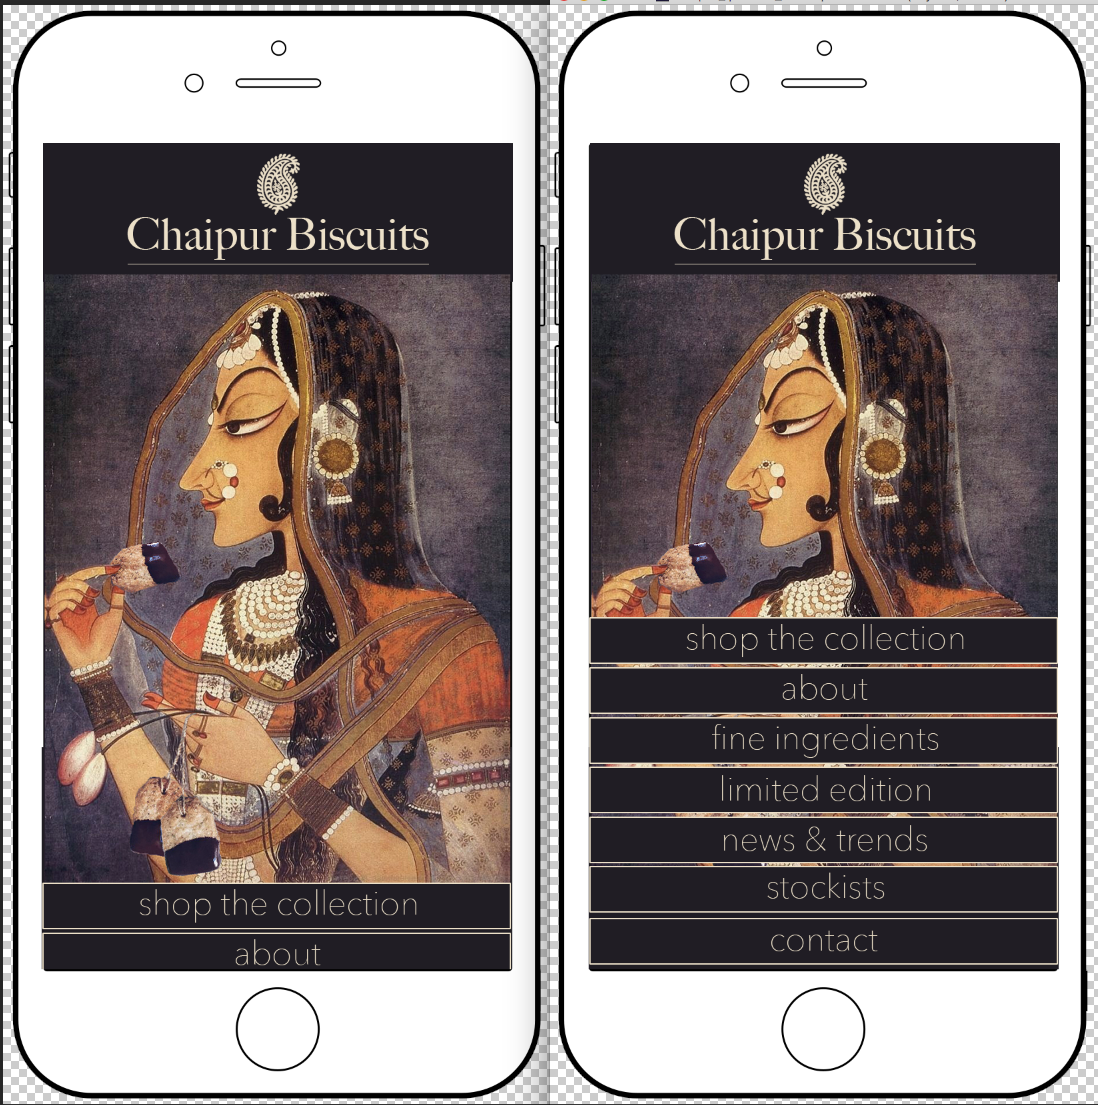 Chaipur Biscuits
shop the collection
about
Chaipur Biscuits
shop the collection
about
fine ingredients
limited edition
news & trends
stockists
contact